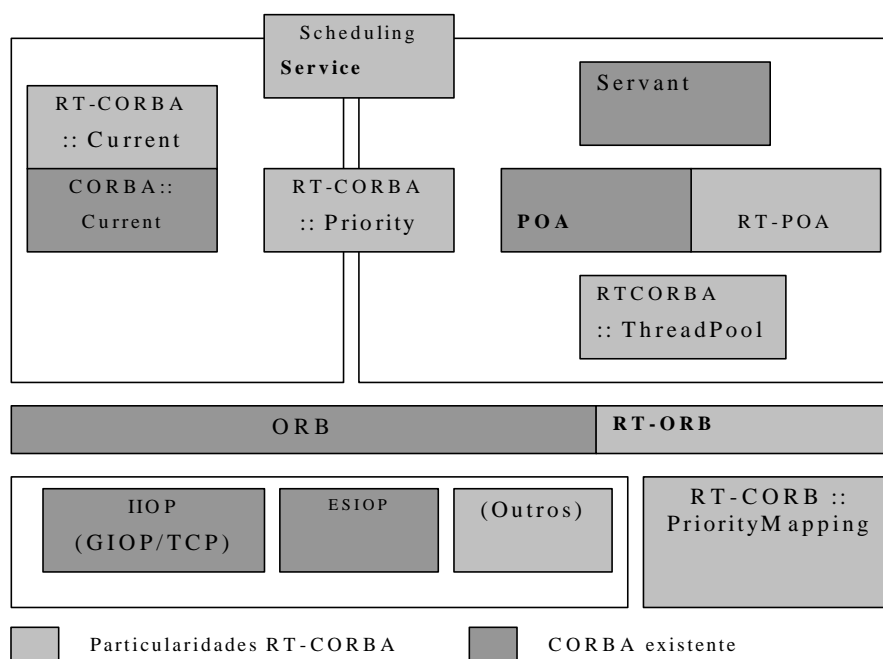 Scheduling
Service
RT-CORBA
:: Current
CORBA::
Current
RT-CORBA
:: Priority
Servant
POA
RT-POA
RTCORBA
:: ThreadPool
ORB
RT-ORB
IIOP
(GIOP/TCP)
ESIOP
(Outros)
RT-CORB ::
PriorityMapping
Particularidades RT-CORBA
CORBA existente